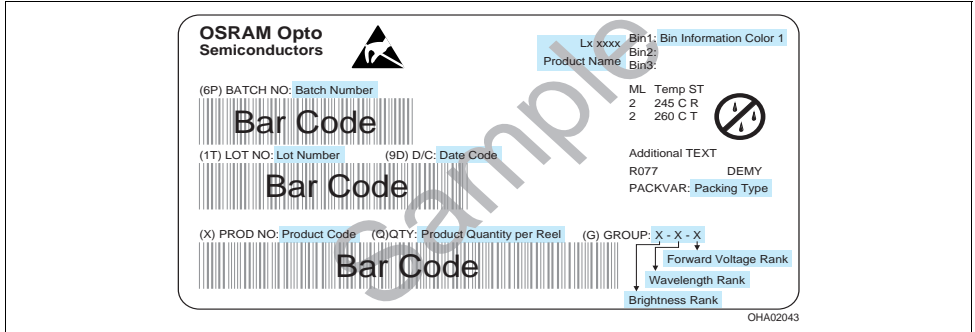 OSRAM Opto
Semiconductors
Lx xxxx
Product Name
Bin1: Bin Information Color 1
Bin2:
Bin3:
(6P) BATCH NO: Batch Number
Bar Code
ML Temp ST
2 245 C R
2 260 C T
(1T) LOT NO: Lot Number (9D) D/C: Date Code
Bar Code
Additional TEXT
R077 DEMY
PACKVAR: Packing Type
(X) PROD NO: Product Code (Q)QTY: Product Quantity per Reel (G) GROUP: X - X - X
Bar Code
Forward Voltage Rank
Wavelength Rank
Brightness Rank
Sample
OHA02043